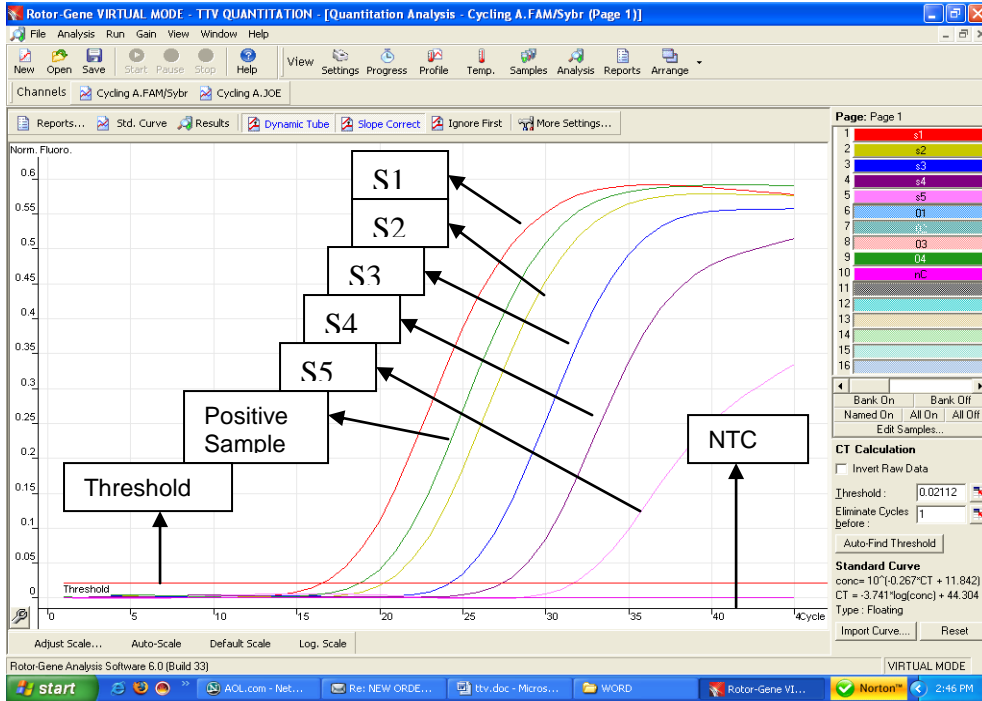 Rotor-Gene VIRTUAL MODE - TTV QUANTITATION - [Quantitation Analysis - Cycling A.FAM/Sybr (Page 1)]
File Analysis Run Gain View Window Help
New Open Save Start Pause Stop Help View Settings Progress Profile Temp. Samples Analysis Reports Arrange
Channels Cycling A.FAM/Sybr Cycling A.JOE
Reports... Std. Curve Results Dynamic Tube Slope Correct Ignore First More Settings...
Page: Page 1
Norm. Fluoro.
0.6
0.55
0.5
0.45
0.4
0.35
0.3
0.25
0.2
0.15
0.1
0.05
0
S1
S2
S3
S4
S5
Positive
Sample
Threshold
NTC
Threshold
0 5 10 15 20 25 30 35 40 4 Cycle
1 s1
2 s2
3 s3
4 s4
5 s5
6 01
7
8 03
9 04
10 nC
11
12
13
14
15
16
Bank On Bank Off
Named On All On All Off
Edit Samples...
CT Calculation
Invert Raw Data
Threshold : 0.02112
Eliminate Cycles before : 1
Auto-Find Threshold
Standard Curve
conc= 10^(-0.267*CT + 11.842)
CT = -3.741*log(conc) + 44.304
Type : Floating
Import Curve.... Reset
Adjust Scale... Auto-Scale Default Scale Log. Scale
Rotor-Gene Analysis Software 6.0 (Build 33)
VIRTUAL MODE
start AOL.com - Net... Re: NEW ORDE... ttv.doc - Micros... WORD Rotor-Gene VI... Norton™ 2:46 PM